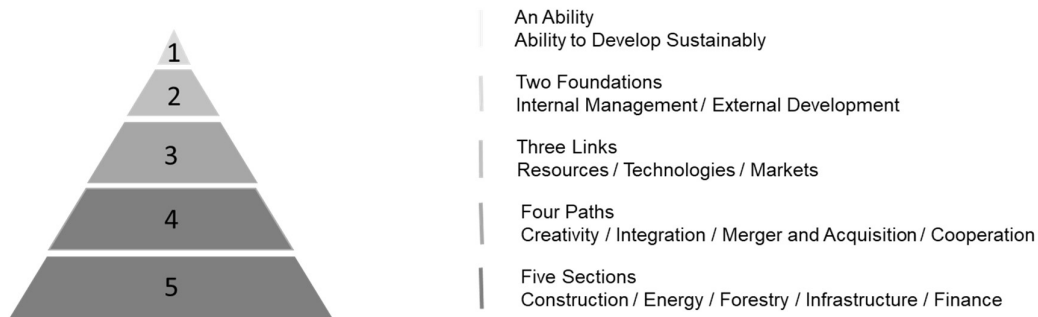 1
An Ability
Ability to Develop Sustainably
2
Two Foundations
Internal Management / External Development
3
Three Links
Resources / Technologies / Markets
4
Four Paths
Creativity / Integration / Merger and Acquisition / Cooperation
5
Five Sections
Construction / Energy / Forestry / Infrastructure / Finance